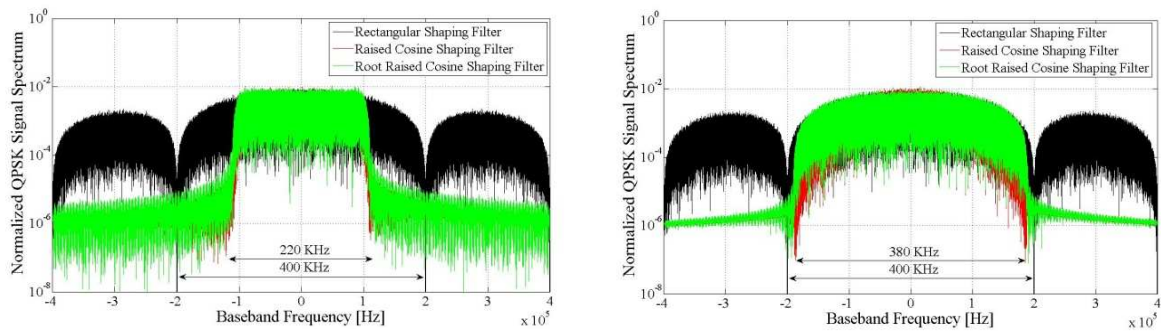 10^0
10^-2
10^-4
10^-6
10^-8
Normalized QPSK Signal Spectrum
Rectangular Shaping Filter
Raised Cosine Shaping Filter
Root Raised Cosine Shaping Filter
220 KHz
400 KHz
-4 -3 -2 -1 0 1 2 3 4
Baseband Frequency [Hz]
x 10^5
10^0
10^-2
10^-4
10^-6
10^-8
Normalized QPSK Signal Spectrum
Rectangular Shaping Filter
Raised Cosine Shaping Filter
Root Raised Cosine Shaping Filter
380 KHz
400 KHz
-4 -3 -2 -1 0 1 2 3 4
Baseband Frequency [Hz]
x 10^5